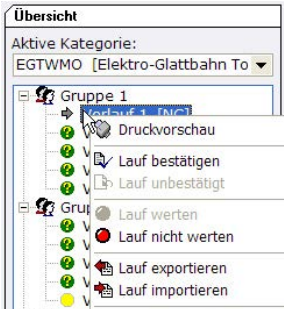 Übersicht
Aktive Kategorie:
EGTWMO [Elektro-Glattbahn To
Gruppe 1
Vorlauf 1 [NC]
Druckvorschau
Lauf bestätigen
Lauf unbestätigt
Lauf werten
Lauf nicht werten
Lauf exportieren
Lauf importieren